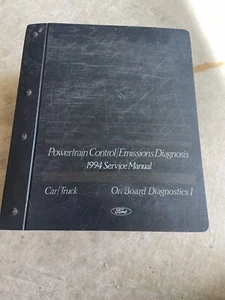 Powertrain Control/Emissions Diagnosis
1994 Service Manual
Car/Truck On Board Diagnostics I
Ford